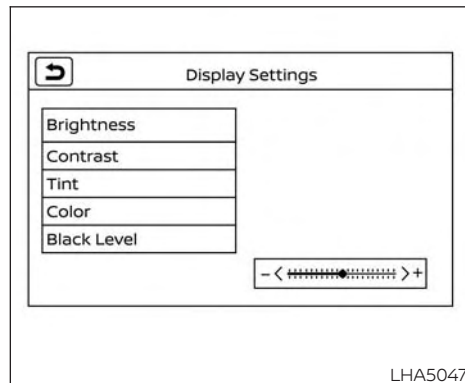 Display Settings
Brightness
Contrast
Tint
Color
Black Level
- < > +
LHA5047